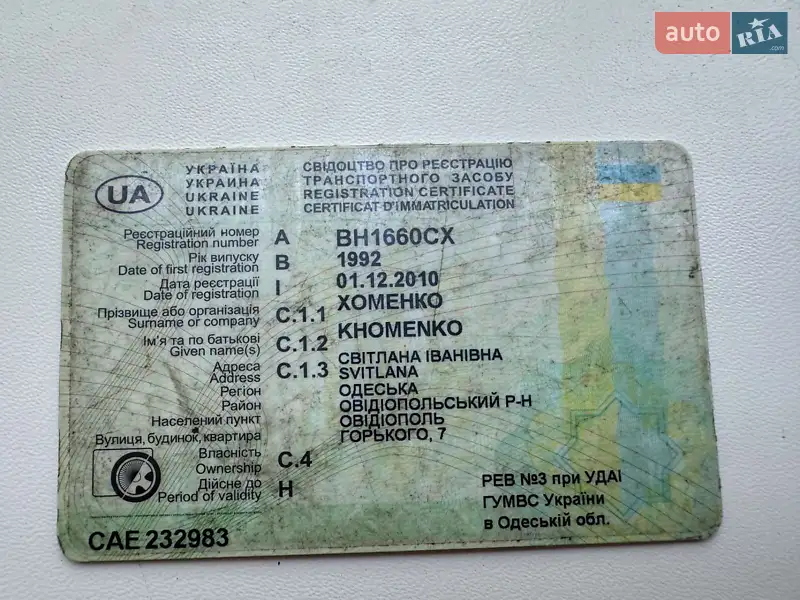 auto RIA .com
УКРАЇНА
УКРАИНА
UKRAINE
UKRAINE
UA
СВІДОЦТВО ПРО РЕЄСТРАЦІЮ
ТРАНСПОРТНОГО ЗАСОБУ
REGISTRATION CERTIFICATE
CERTIFICAT D'IMMATRICULATION
Реєстраційний номер
Registration number A BH1660CX
Рік випуску
Date of first registration B 1992
Дата реєстрації
Date of registration I 01.12.2010
Прізвище або організація
Surname or company C.1.1 ХОМЕНКО
KHOMENKO
Ім'я та по батькові
Given name(s) C.1.2 СВІТЛАНА ІВАНІВНА
SVITLANA
Адреса
Address C.1.3
Регіон ОДЕСЬКА
Район ОВІДІОПОЛЬСЬКИЙ Р-Н
Населений пункт ОВІДІОПОЛЬ
Вулиця, будинок, квартира ГОРЬКОГО, 7
Власність
Ownership C.4
Дійсне до
Period of validity H
РЕВ №3 при УДАІ
ГУМВС України
в Одеській обл.
САЕ 232983